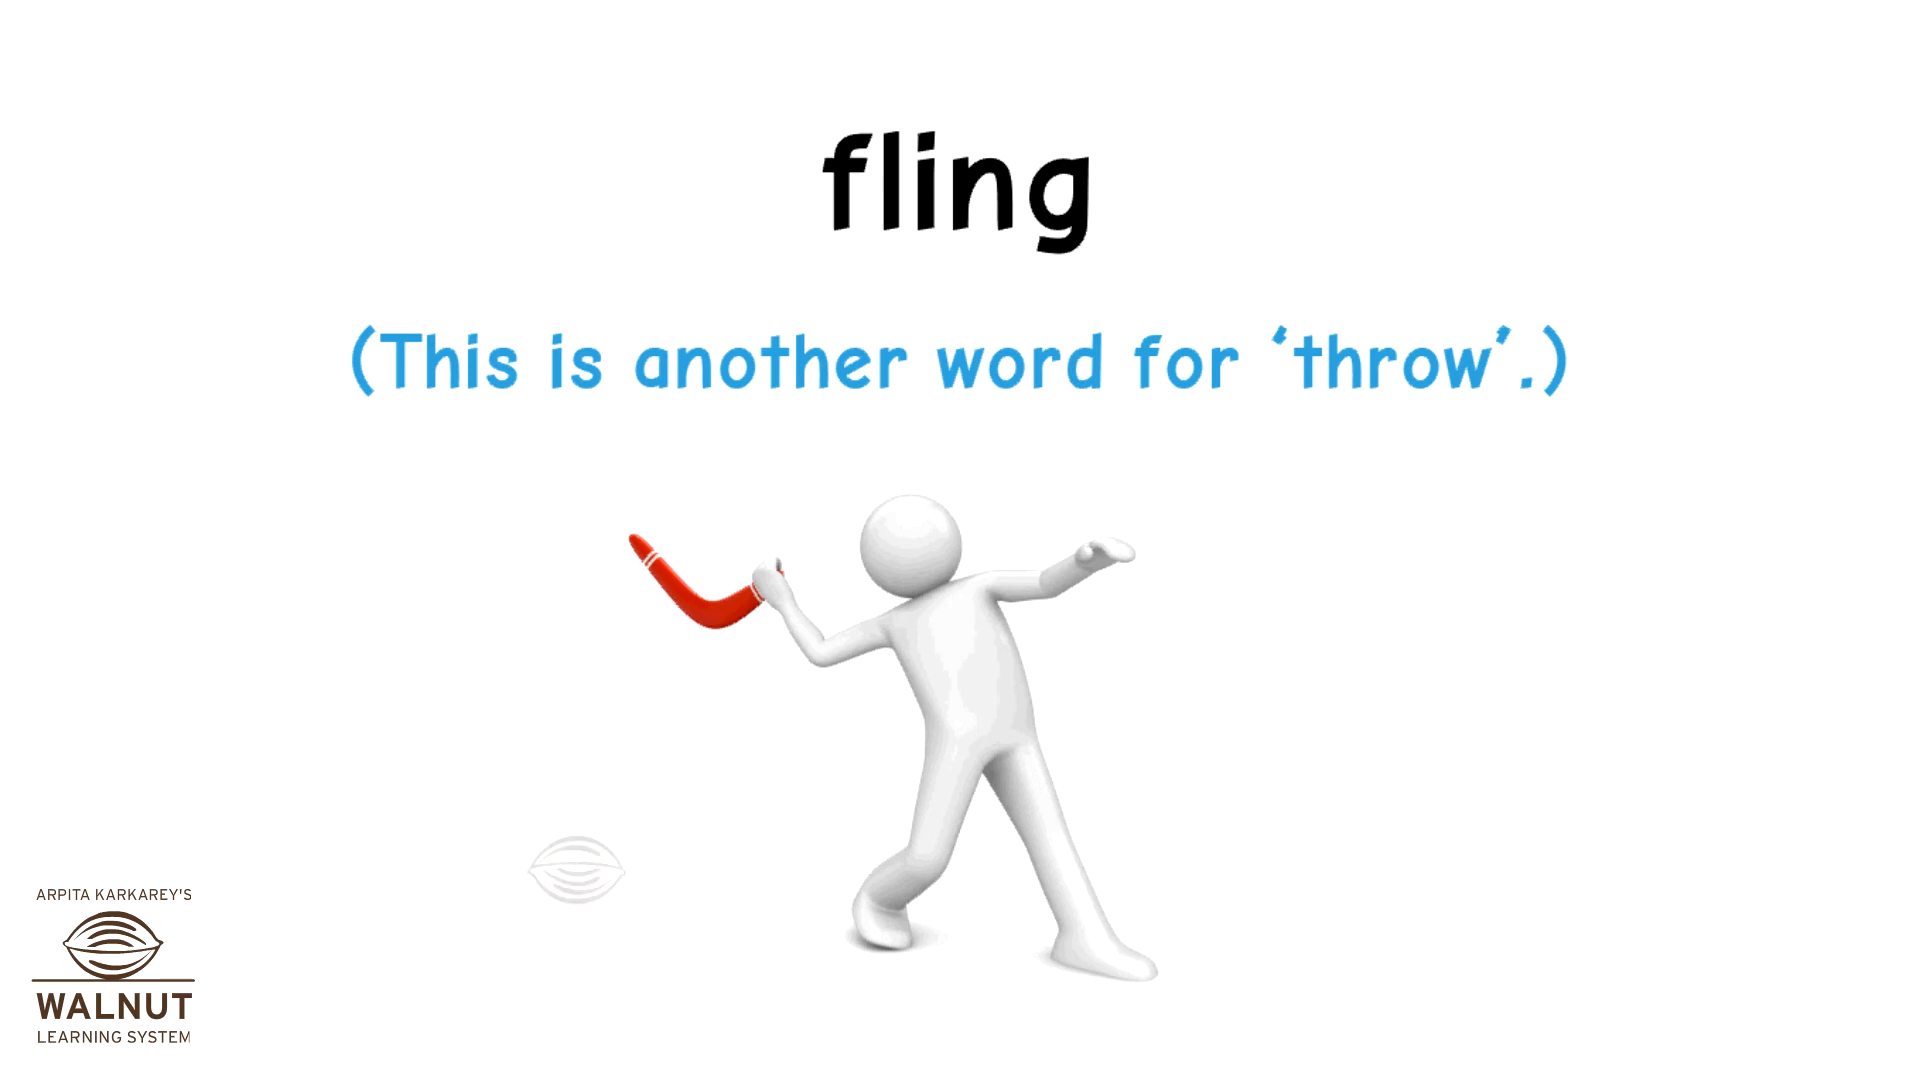 fling
(This is another word for ‘throw’.)
ARPITA KARKAREY'S
WALNUT
LEARNING SYSTEM